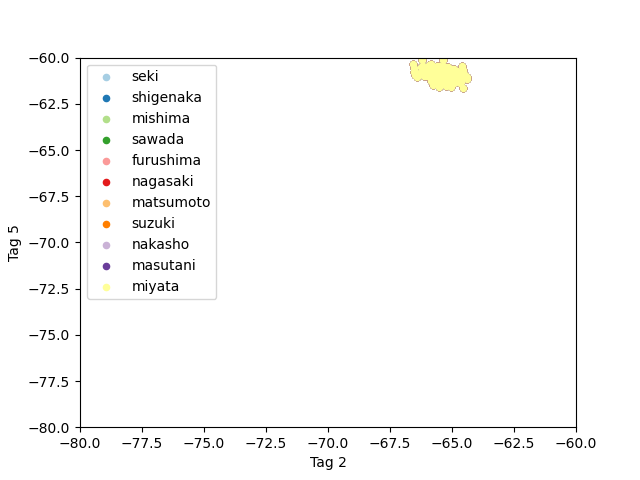 −60.0
−62.5
−65.0
−67.5
−70.0
−72.5
−75.0
−77.5
−80.0
Tag 5
seki
shigenaka
mishima
sawada
furushima
nagasaki
matsumoto
suzuki
nakasho
masutani
miyata
−80.0 −77.5 −75.0 −72.5 −70.0 −67.5 −65.0 −62.5 −60.0
Tag 2